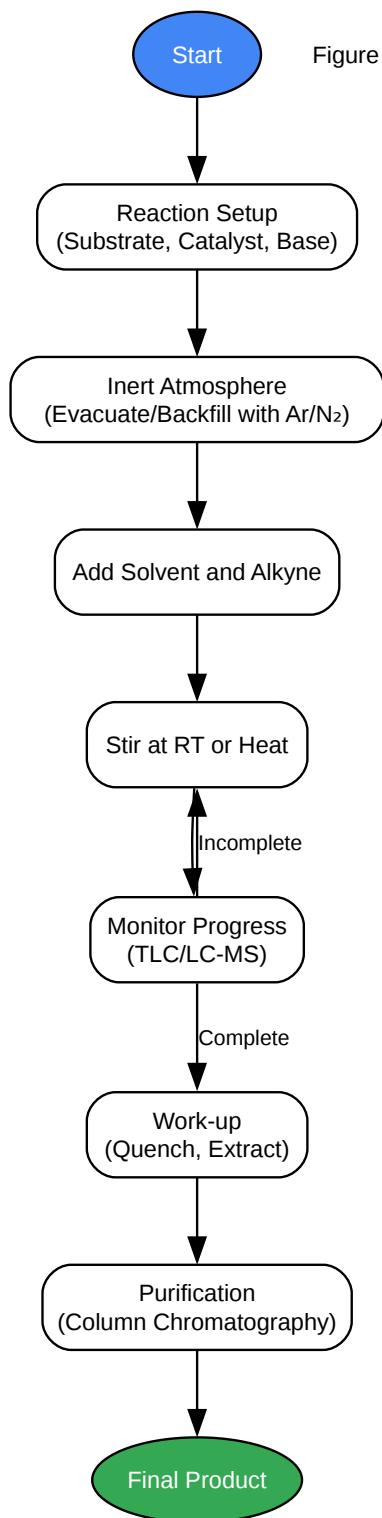 Start
Figure
Reaction Setup
(Substrate, Catalyst, Base)
Inert Atmosphere
(Evacuate/Backfill with Ar/N₂)
Add Solvent and Alkyne
Stir at RT or Heat
Incomplete
Monitor Progress
(TLC/LC-MS)
Complete
Work-up
(Quench, Extract)
Purification
(Column Chromatography)
Final Product